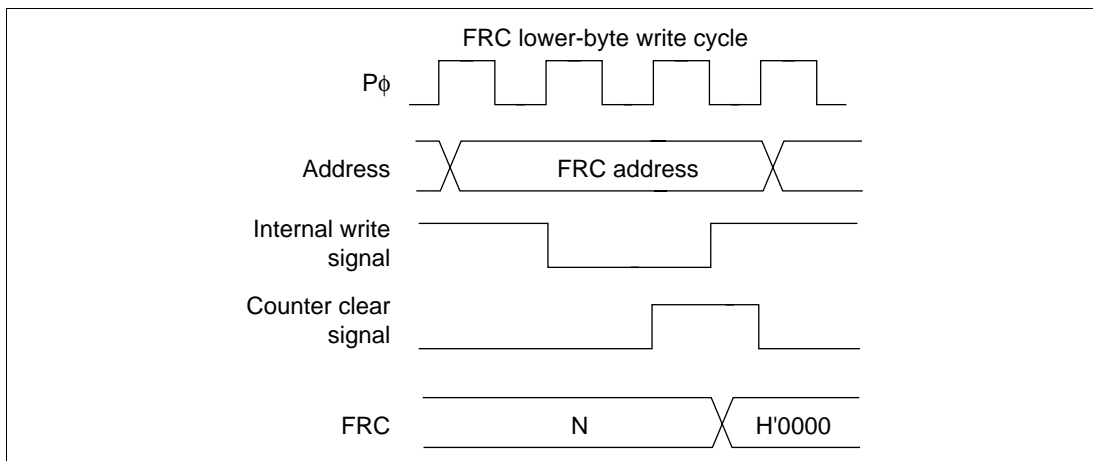 FRC lower-byte write cycle
Pϕ
Address
FRC address
Internal write
signal
Counter clear
signal
FRC
N
H'0000